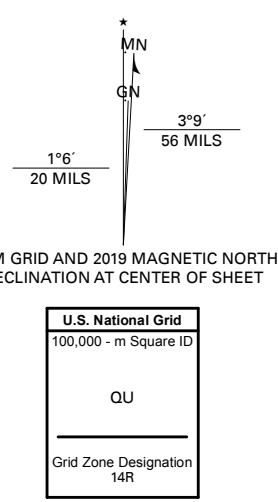 MN
GN
3°9´
56 MILS
1°6´
20 MILS
M GRID AND 2019 MAGNETIC NORTH
ECLINATION AT CENTER OF SHEET
U.S. National Grid
100,000 - m Square ID
QU
Grid Zone Designation
14R